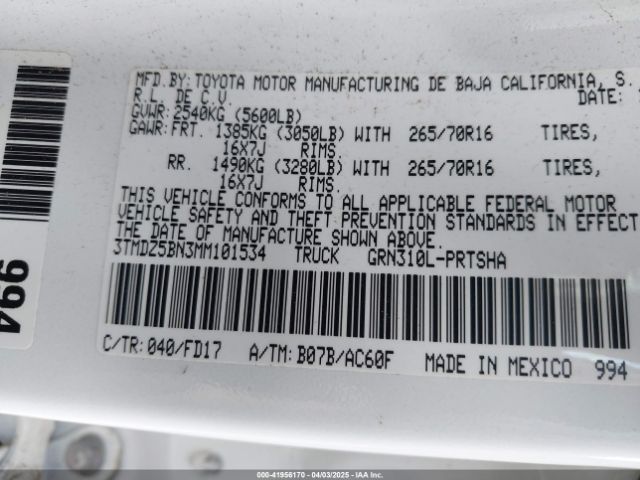 MFD.BY:TOYOTA MOTOR MANUFACTURING DE BAJA CALIFORNIA, S.
R.L. DE C.V. DATE:
GVWR:2540KG (5600LB)
GAWR:FRT. 1385KG (3050LB) WITH 265/70R16 TIRES,
16X7J RIMS.
RR. 1490KG (3280LB) WITH 265/70R16 TIRES,
16X7J RIMS.
THIS VEHICLE CONFORMS TO ALL APPLICABLE FEDERAL MOTOR
VEHICLE SAFETY AND THEFT PREVENTION STANDARDS IN EFFECT
THE DATE OF MANUFACTURE SHOWN ABOVE.
3TMDZ5BN3MM101534 TRUCK GRN310L-PRTSHA
C/TR:040/FD17 A/TM:B07B/AC60F MADE IN MEXICO 994
994
00-41956170 - 04/03/2025 - IAA Inc.